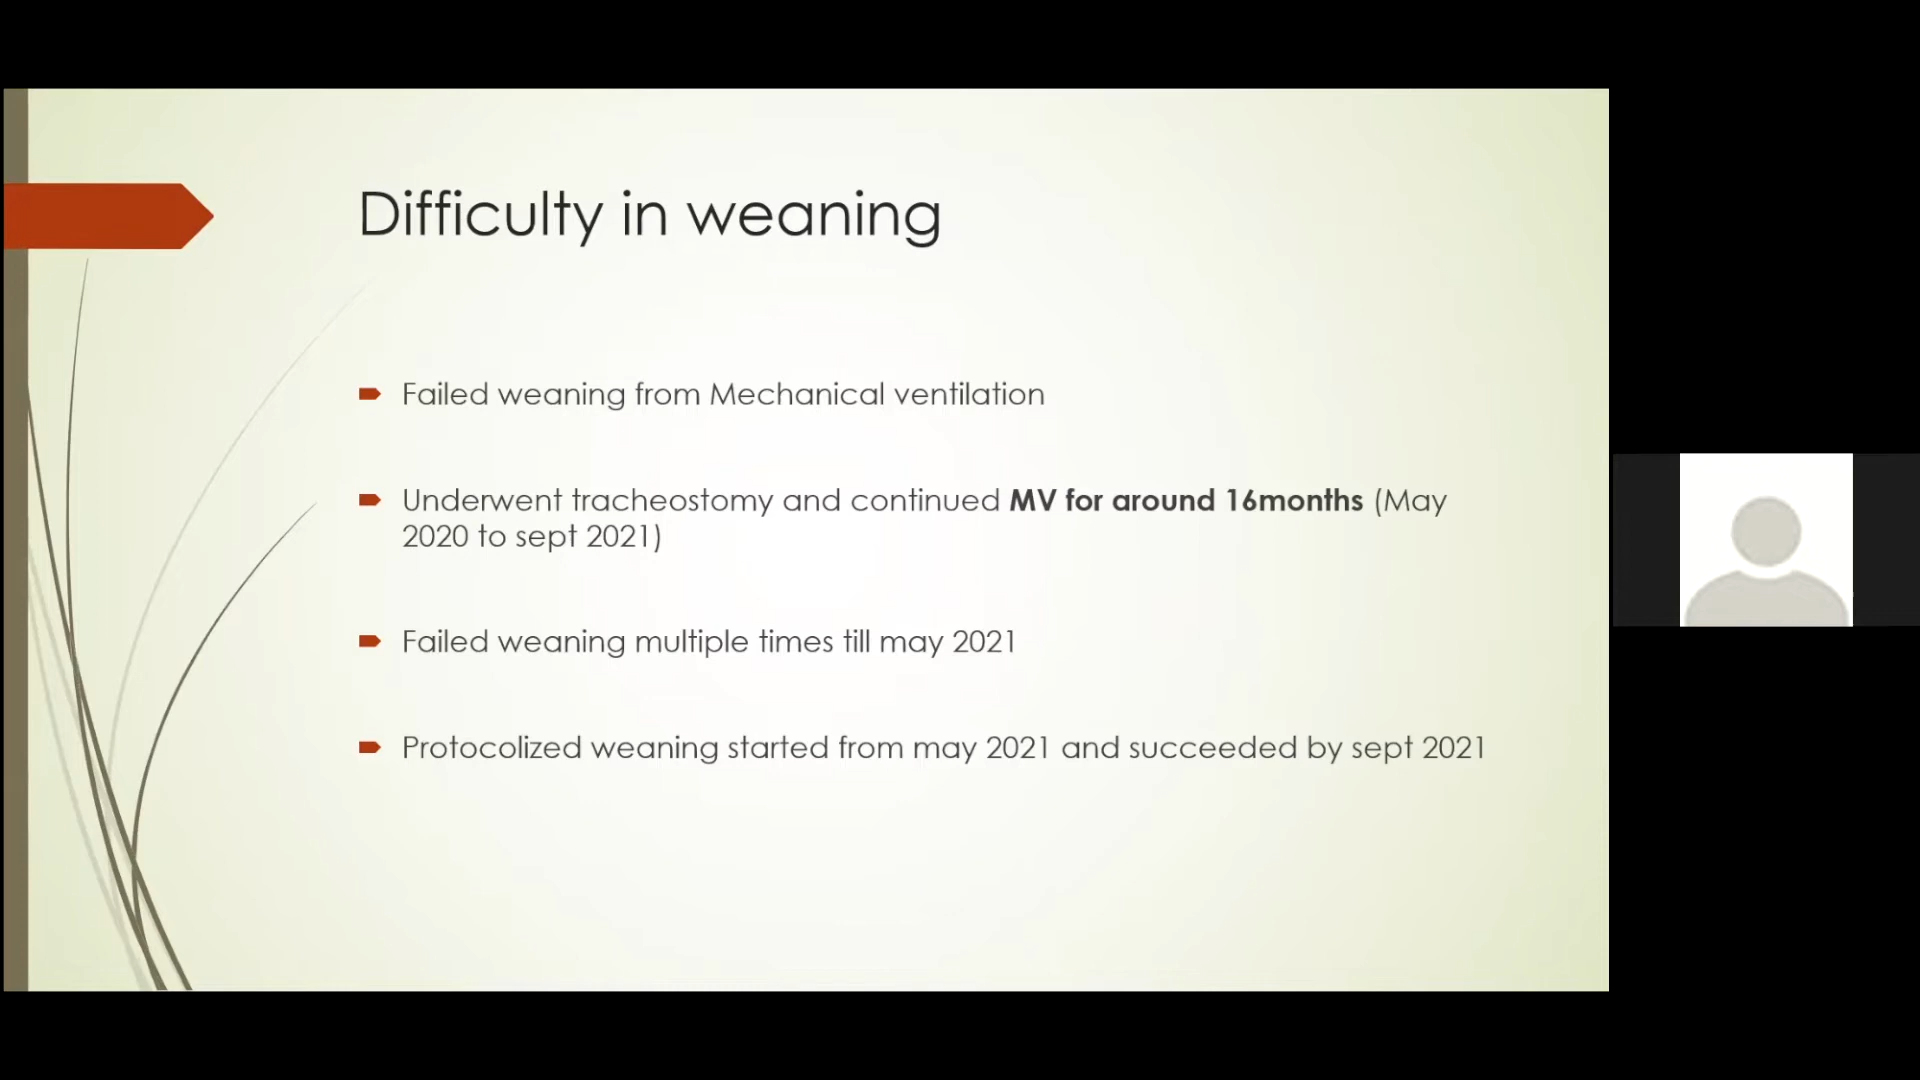 Difficulty in weaning
Failed weaning from Mechanical ventilation
Underwent tracheostomy and continued MV for around 16months (May
2020 to sept 2021)
Failed weaning multiple times till may 2021
Protocolized weaning started from may 2021 and succeeded by sept 2021